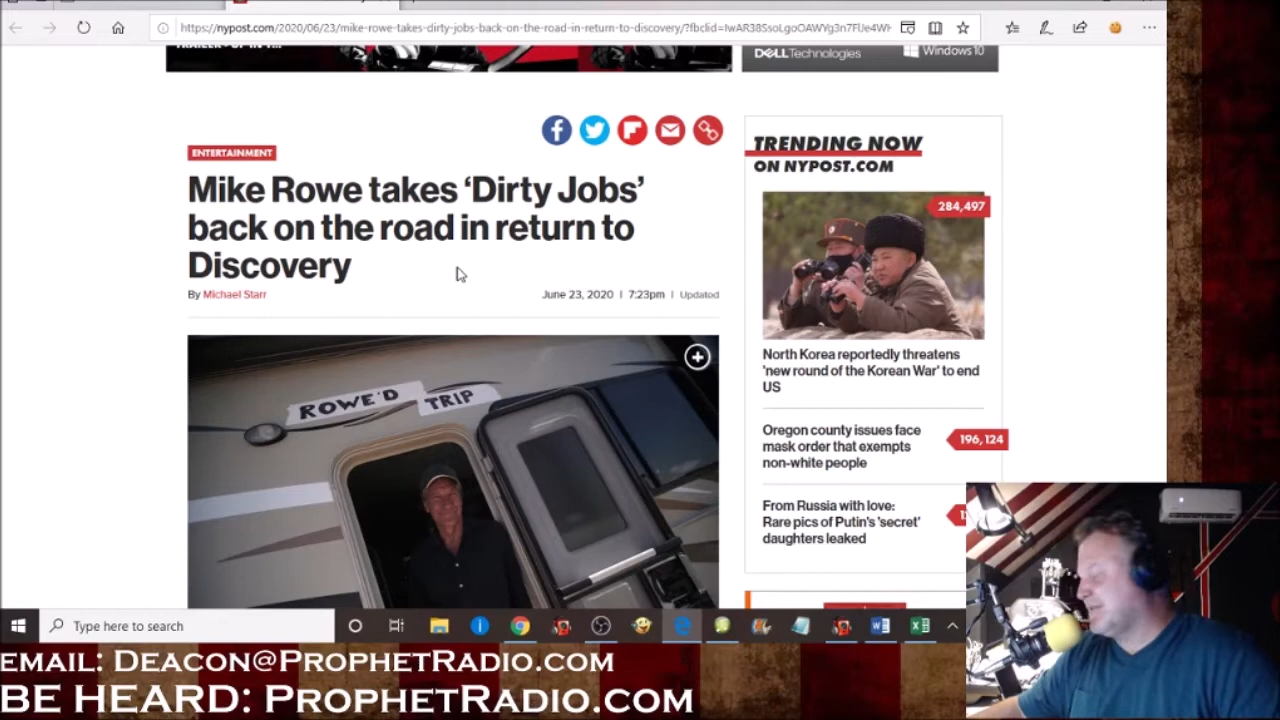 https://nypost.com/2020/06/23/mike-rowe-takes-dirty-jobs-back-on-the-road-in-return-to-discovery/?fbclid=IwAR38SsoLgoOAWYg3n7FUe4WH
DELL Technologies
Windows 10
ENTERTAINMENT
Mike Rowe takes ‘Dirty Jobs’
back on the road in return to
Discovery
By Michael Starr
June 23, 2020 | 7:23pm | Updated
ROWE'D TRIP
TRENDING NOW
ON NYPOST.COM
284,497
North Korea reportedly threatens
'new round of the Korean War' to end
US
Oregon county issues face
mask order that exempts
non-white people
196,124
From Russia with love:
Rare pics of Putin's 'secret'
daughters leaked
Type here to search
EMAIL: DEACON@PROPHETRADIO.COM
BE HEARD: PROPHETRADIO.COM